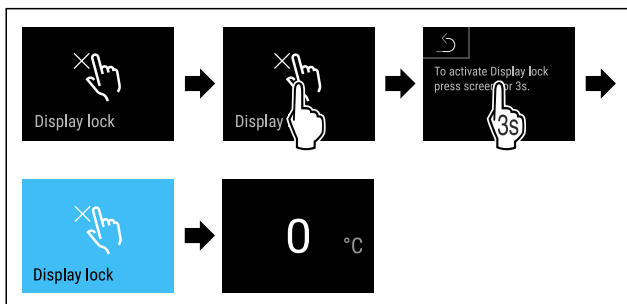 Display lock
Display
To activate Display lock
press screen for 3s.
3s
Display lock
0 °C